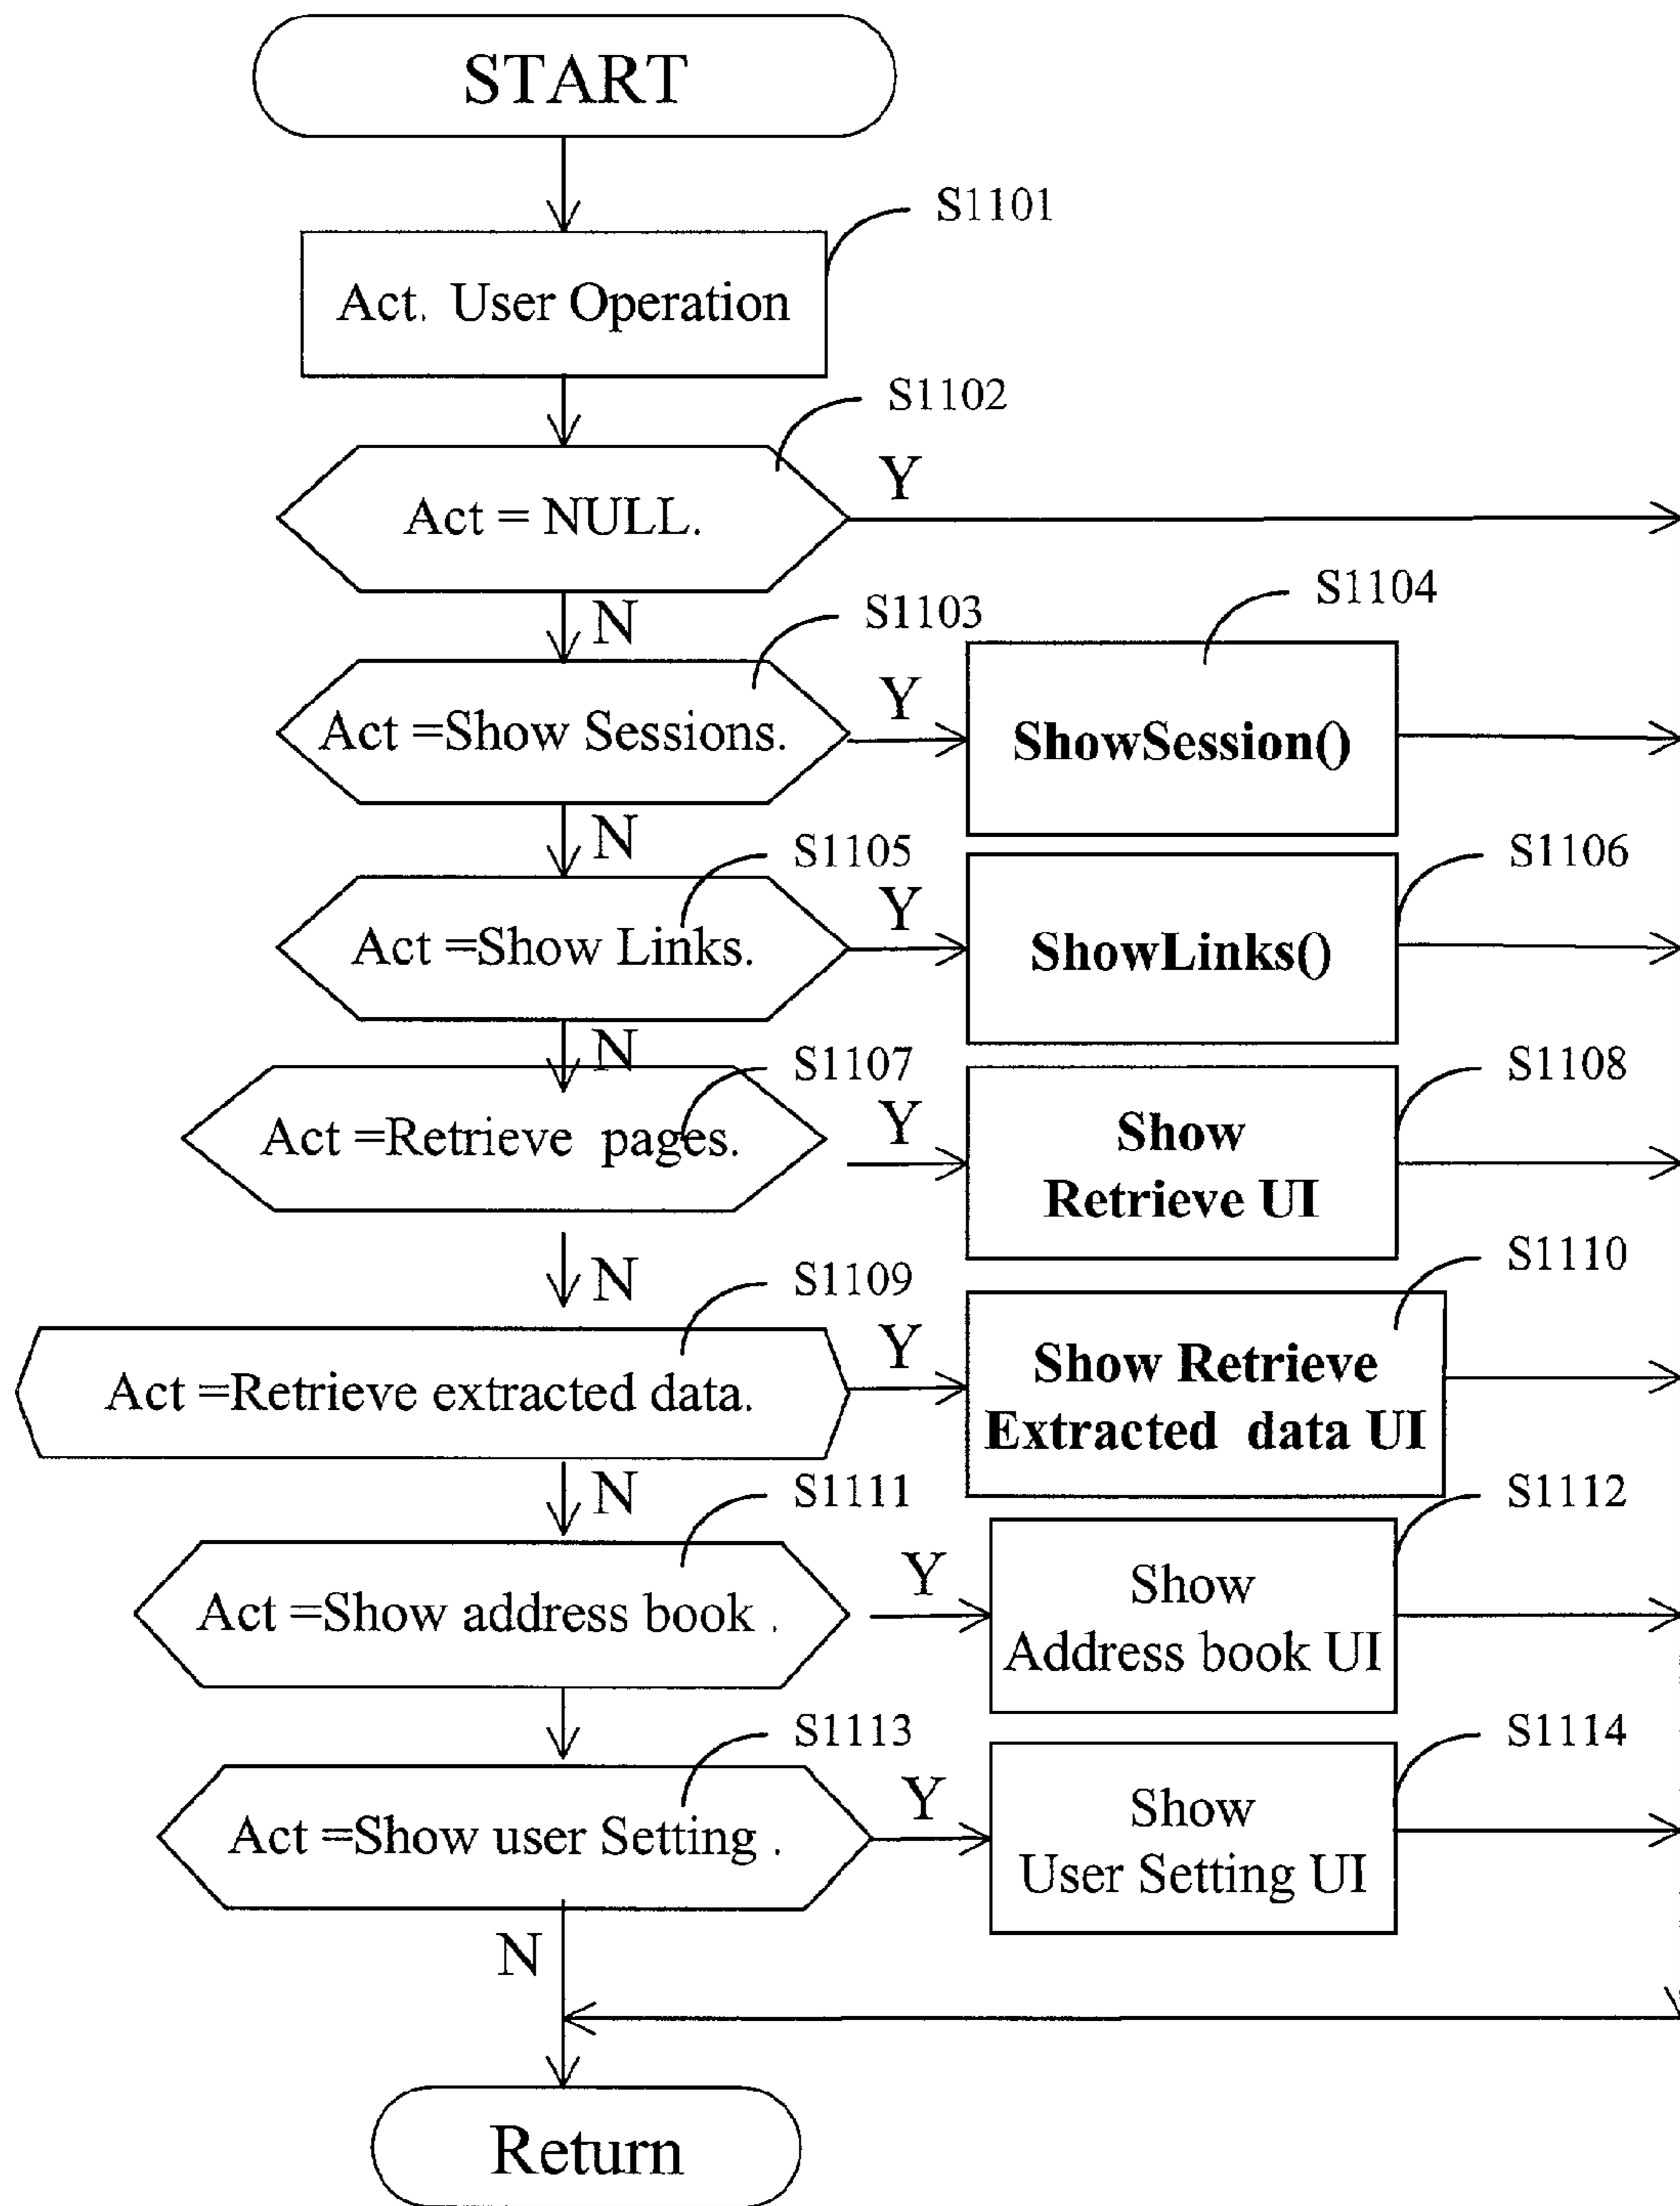 START
S1101
Act. User Operation
S1102
Act = NULL.
Y
N
S1103
S1104
Act =Show Sessions.
Y
ShowSession()
N
S1105
S1106
Act =Show Links.
Y
ShowLinks()
N
S1107
S1108
Act =Retrieve pages.
Y
Show
Retrieve UI
N
S1109
S1110
Act =Retrieve extracted data.
Y
Show Retrieve
Extracted data UI
N
S1111
S1112
Act =Show address book .
Y
Show
Address book UI
S1113
S1114
Act =Show user Setting .
Y
Show
User Setting UI
N
Return